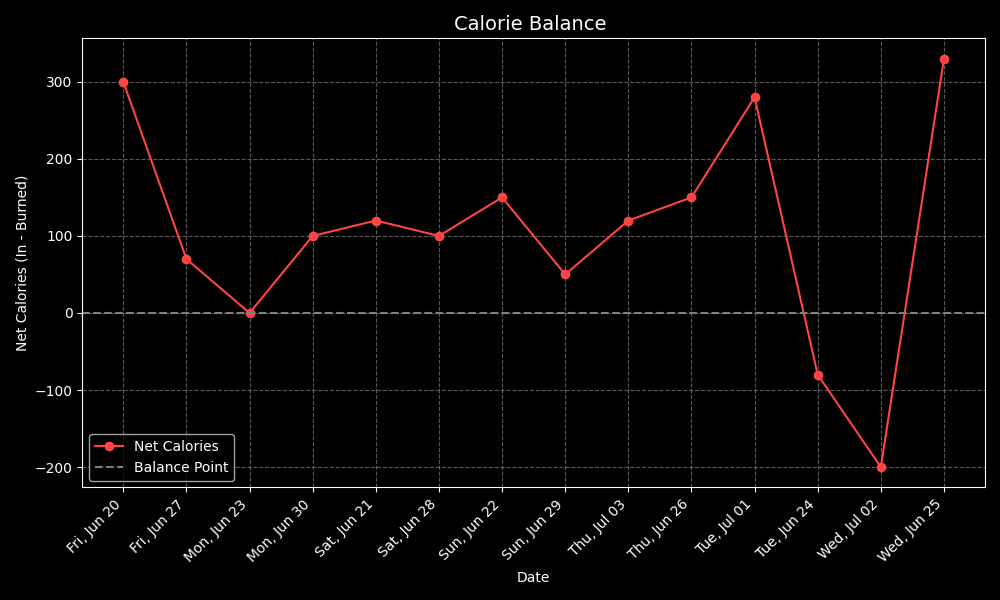 Calorie Balance
Net Calories (In - Burned)
300
200
100
0
−100
−200
Net Calories
Balance Point
Fri, Jun 20
Fri, Jun 27
Mon, Jun 23
Mon, Jun 30
Sat, Jun 21
Sat, Jun 28
Sun, Jun 22
Sun, Jun 29
Thu, Jul 03
Thu, Jun 26
Tue, Jul 01
Tue, Jun 24
Wed, Jul 02
Wed, Jun 25
Date